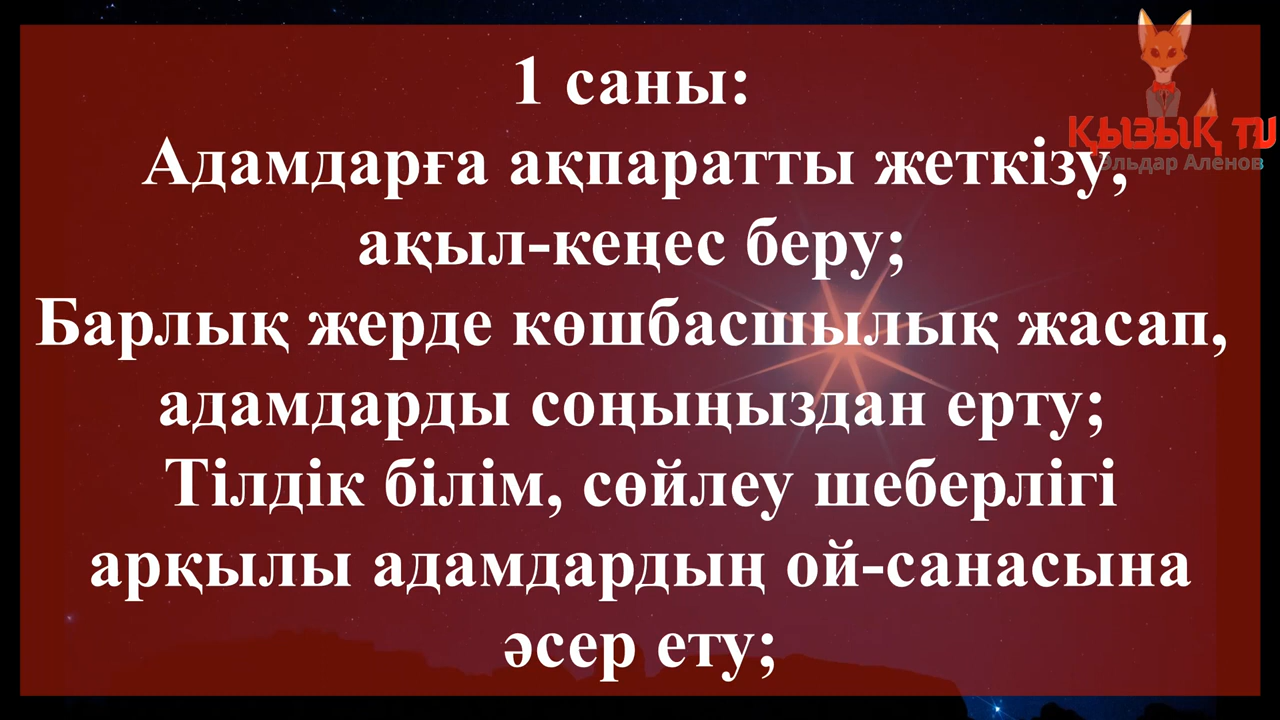 1 саны:
Адамдарға ақпаратты жеткізу,
ақыл-кеңес беру;
Барлық жерде көшбасшылық жасап,
адамдарды соңыңыздан ерту;
Тілдік білім, сөйлеу шеберлігі
арқылы адамдардың ой-санасына
әсер ету;
ҚЫЗЫҚ TV
Эльдар Аленов